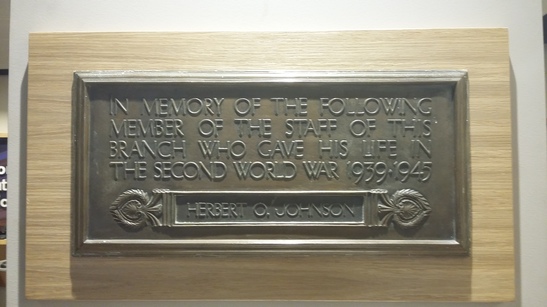 IN MEMORY OF THE FOLLOWING
MEMBER OF THE STAFF OF THIS
BRANCH WHO GAVE HIS LIFE IN
THE SECOND WORLD WAR 1939·1945
HERBERT O. JOHNSON